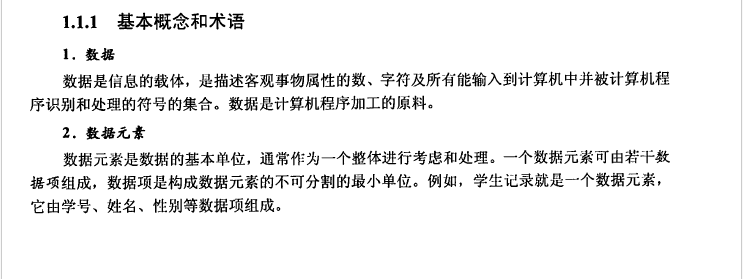 1.1.1 基本概念和术语
1．数据
数据是信息的载体，是描述客观事物属性的数、字符及所有能输入到计算机中并被计算机程
序识别和处理的符号的集合。数据是计算机程序加工的原料。
2．数据元素
数据元素是数据的基本单位，通常作为一个整体进行考虑和处理。一个数据元素可由若干数
据项组成，数据项是构成数据元素的不可分割的最小单位。例如，学生记录就是一个数据元素，
它由学号、姓名、性别等数据项组成。